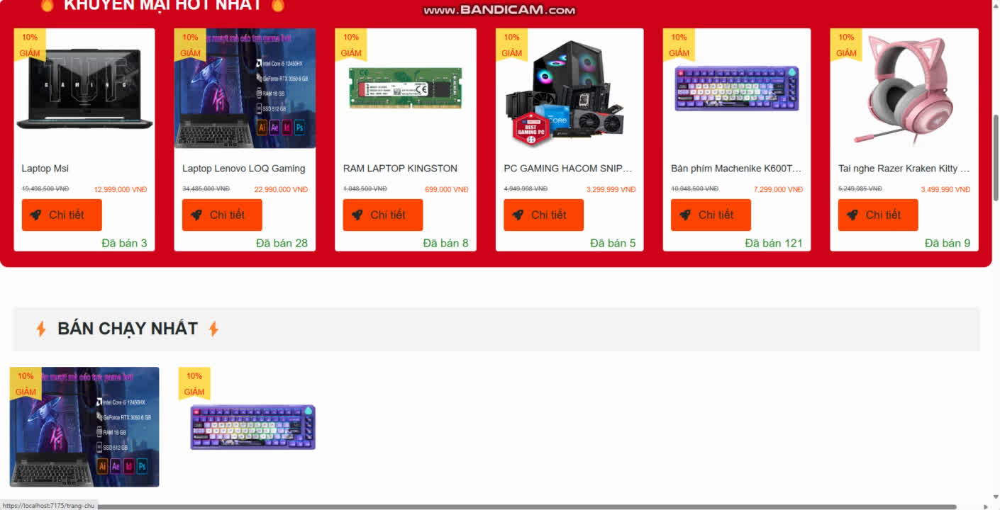 KHUYẾN MẠI HOT NHẤT
www.BANDICAM.com
10%
GIẢM
GAMING
Laptop Msi
19,498,500 VNĐ
12.999,000 VNĐ
Chi tiết
Đã bán 3
10%
GIẢM
Intel Core i5 12450HX
GeForce RTX 3050 6 GB
RAM 16 GB
SSD 512 GB
Ai Ae Id Ps
Laptop Lenovo LOQ Gaming
34,485,000 VNĐ
22.990,000 VNĐ
Chi tiết
Đã bán 28
10%
GIẢM
RAM LAPTOP KINGSTON
1,048,500 VNĐ
699,000 VNĐ
Chi tiết
Đã bán 8
10%
GIẢM
CORE
BEST
GAMING PC
PC GAMING HACOM SNIP…
4,949,998 VNĐ
3.299,999 VNĐ
Chi tiết
Đã bán 5
10%
GIẢM
Bàn phím Machenike K600T…
10,948,500 VNĐ
7.299,000 VNĐ
Chi tiết
Đã bán 121
10%
GIẢM
Tai nghe Razer Kraken Kitty …
5,249,985 VNĐ
3,499,990 VNĐ
Chi tiết
Đã bán 9
BÁN CHẠY NHẤT
10%
GIẢM
mượt mà các tựa game hot
Intel Core i5 12450HX
GeForce RTX 3050 6 GB
RAM 16 GB
SSD 512 GB
Ai Ae Id Ps
10%
GIẢM
https://localhost:7175/trang-chu